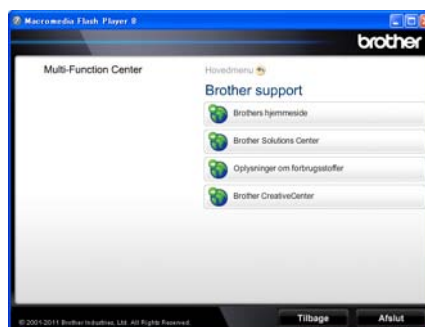 Macromedia Flash Player 8
brother
Multi-Function Center
Hovedmenu
Brother support
Brothers hjemmeside
Brother Solutions Center
Oplysninger om forbrugsstoffer
Brother CreativeCenter
© 2001-2011 Brother Industries, Ltd. All Rights Reserved.
Tilbage
Afslut